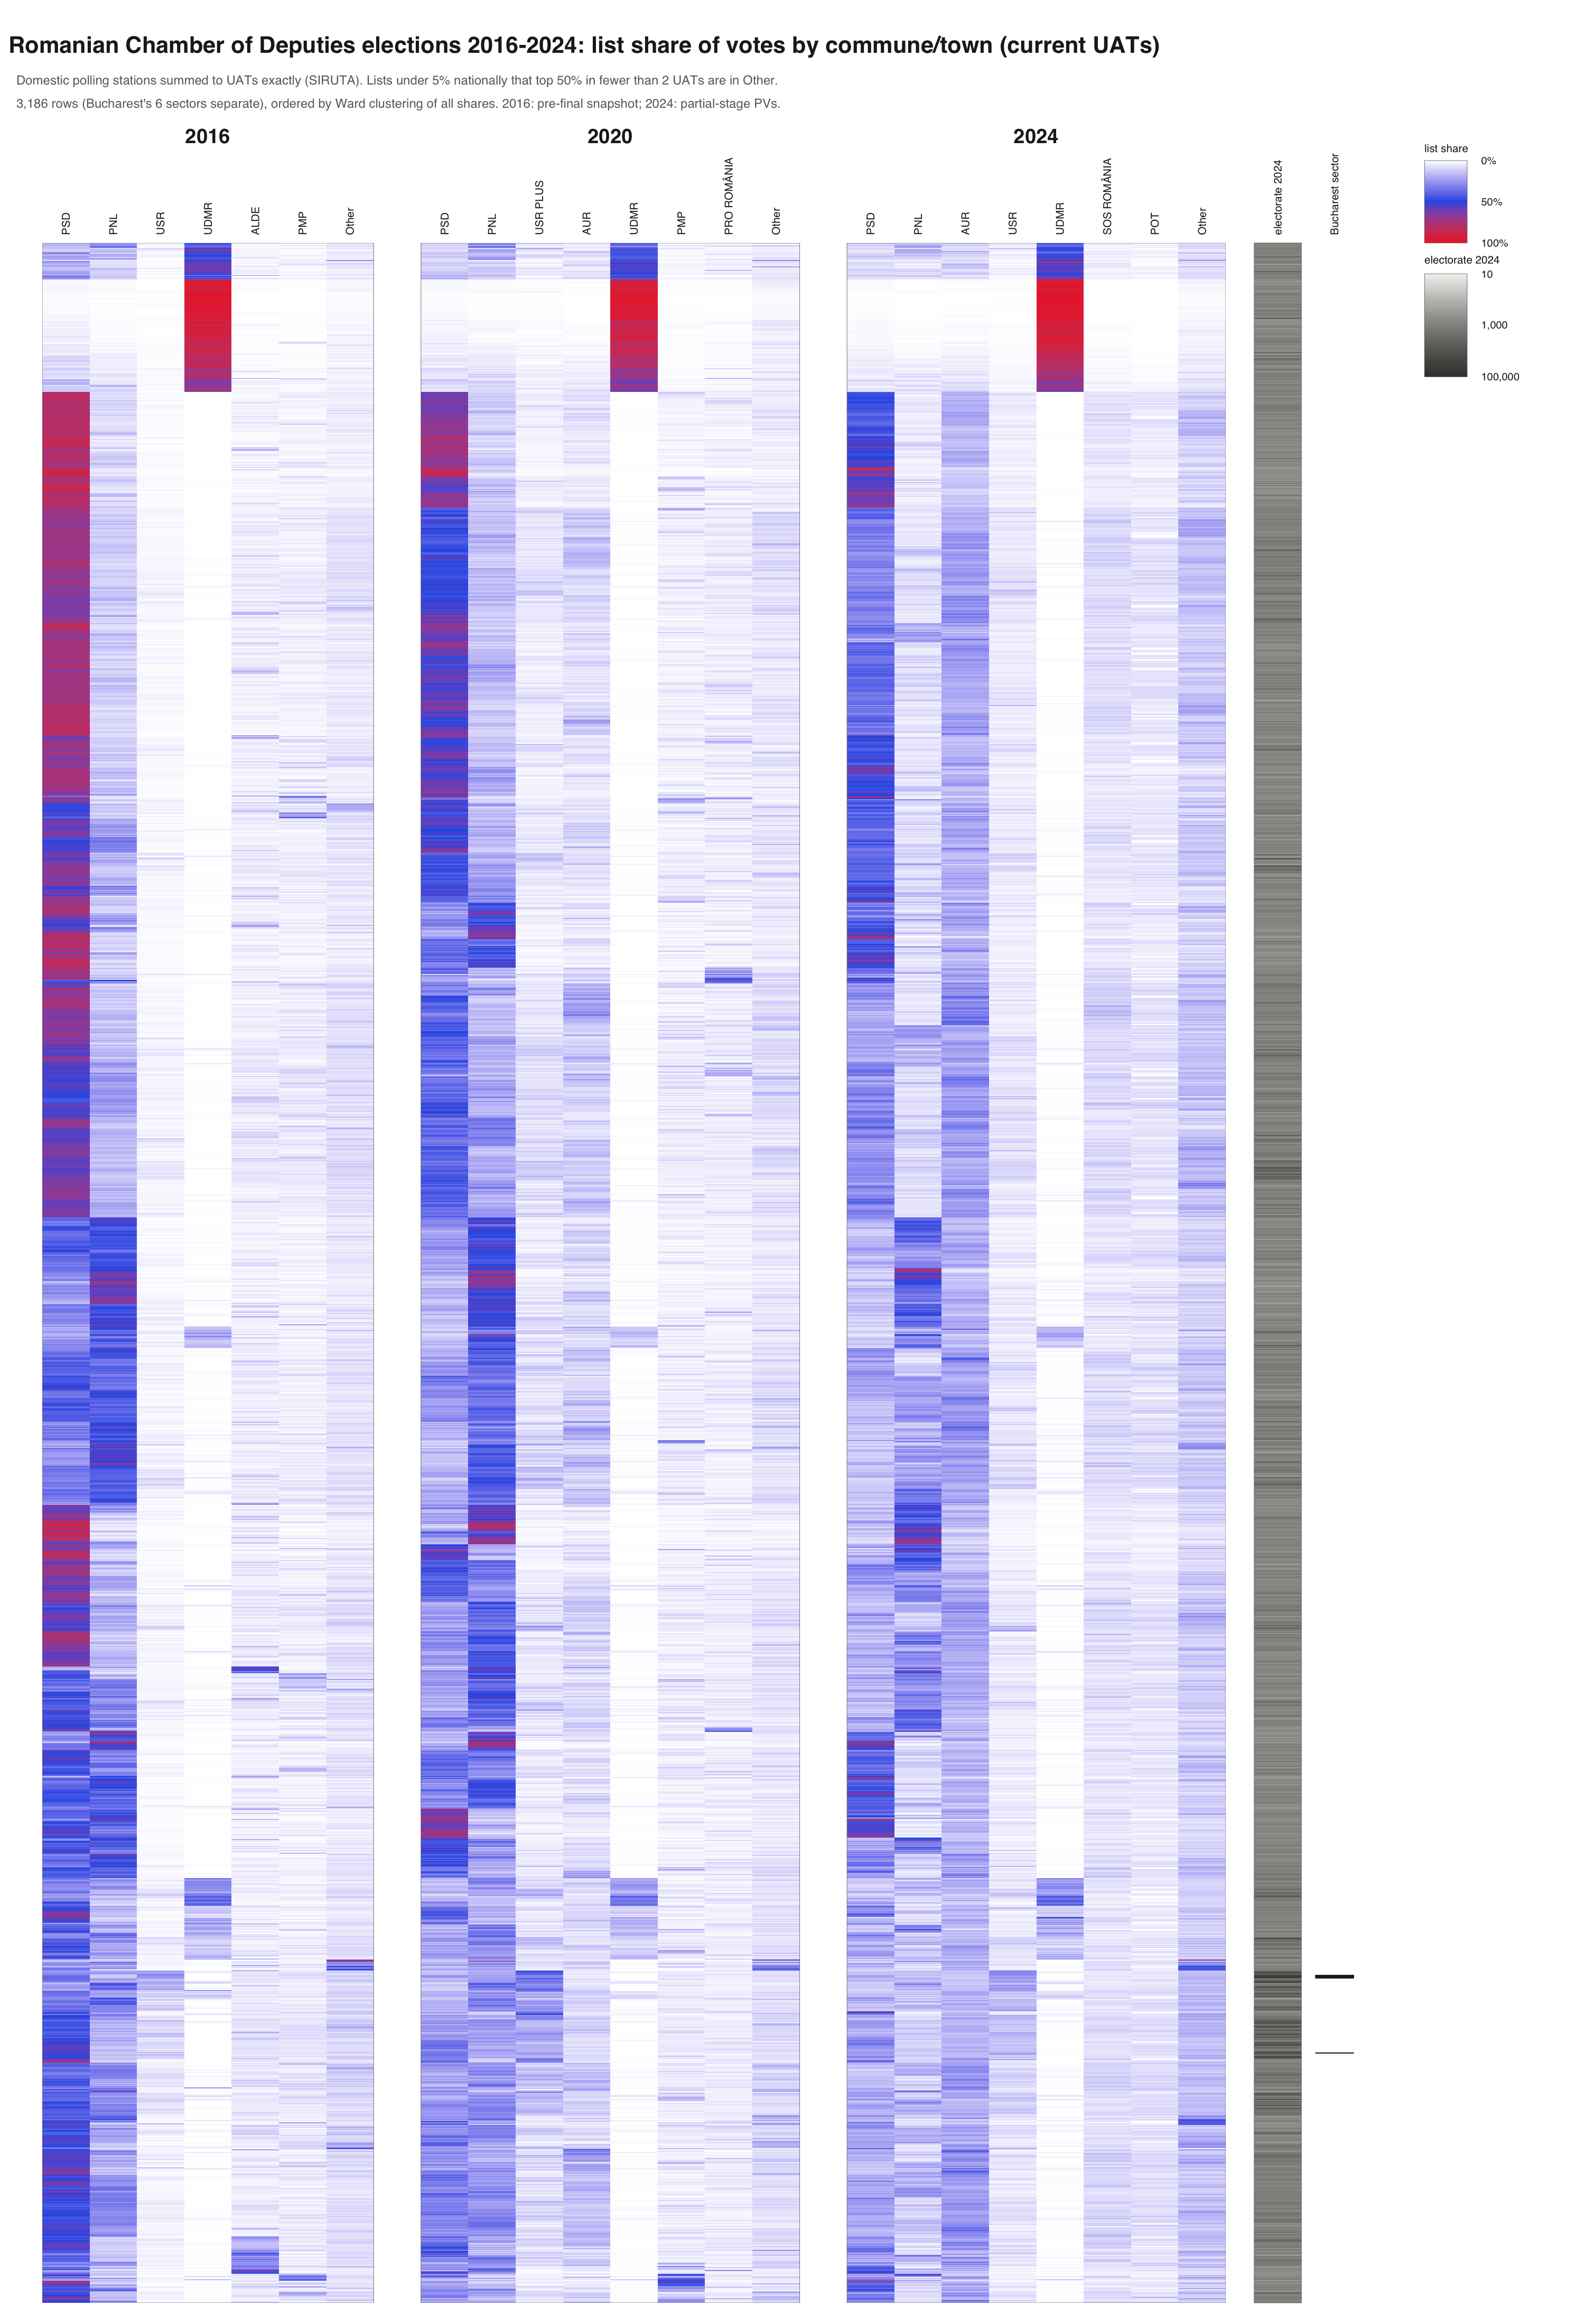 Romanian Chamber of Deputies elections 2016-2024: list share of votes by commune/town (current UATs)
Domestic polling stations summed to UATs exactly (SIRUTA). Lists under 5% nationally that top 50% in fewer than 2 UATs are in Other.
3,186 rows (Bucharest's 6 sectors separate), ordered by Ward clustering of all shares. 2016: pre-final snapshot; 2024: partial-stage PVs.
2016
2020
2024
PSD
PNL
USR
UDMR
ALDE
PMP
Other
PSD
PNL
USR PLUS
AUR
UDMR
PMP
PRO ROMÂNIA
Other
PSD
PNL
AUR
USR
UDMR
SOS ROMÂNIA
POT
Other
electorate 2024
Bucharest sector
list share
0%
50%
100%
electorate 2024
10
1,000
100,000